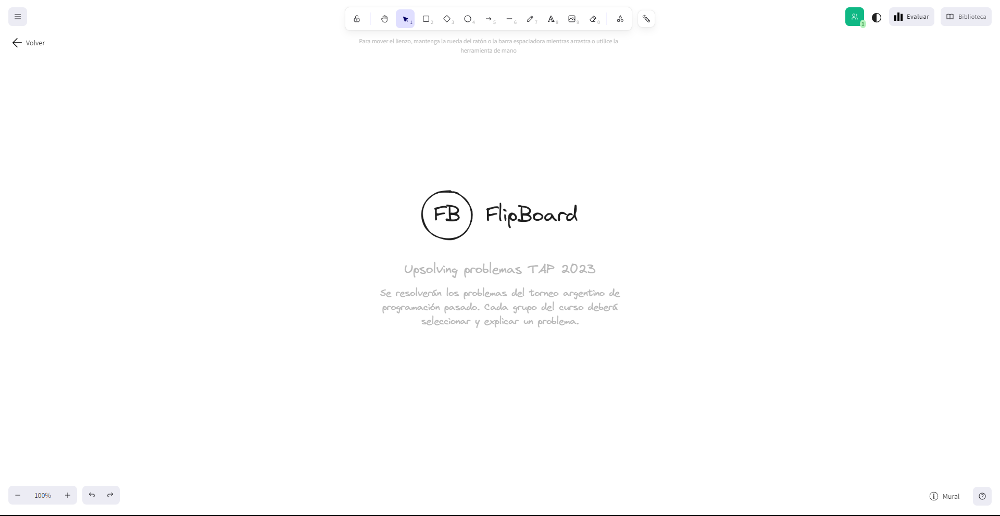 1
2
3
4
5
6
7
A 8
9
0
1
Evaluar
Biblioteca
Volver
Para mover el lienzo, mantenga la rueda del ratón o la barra espaciadora mientras arrastra o utilice la
herramienta de mano
FB FlipBoard
Upsolving problemas TAP 2023
Se resolverán los problemas del torneo argentino de
programación pasado. Cada grupo del curso deberá
seleccionar y explicar un problema.
100%
Mural